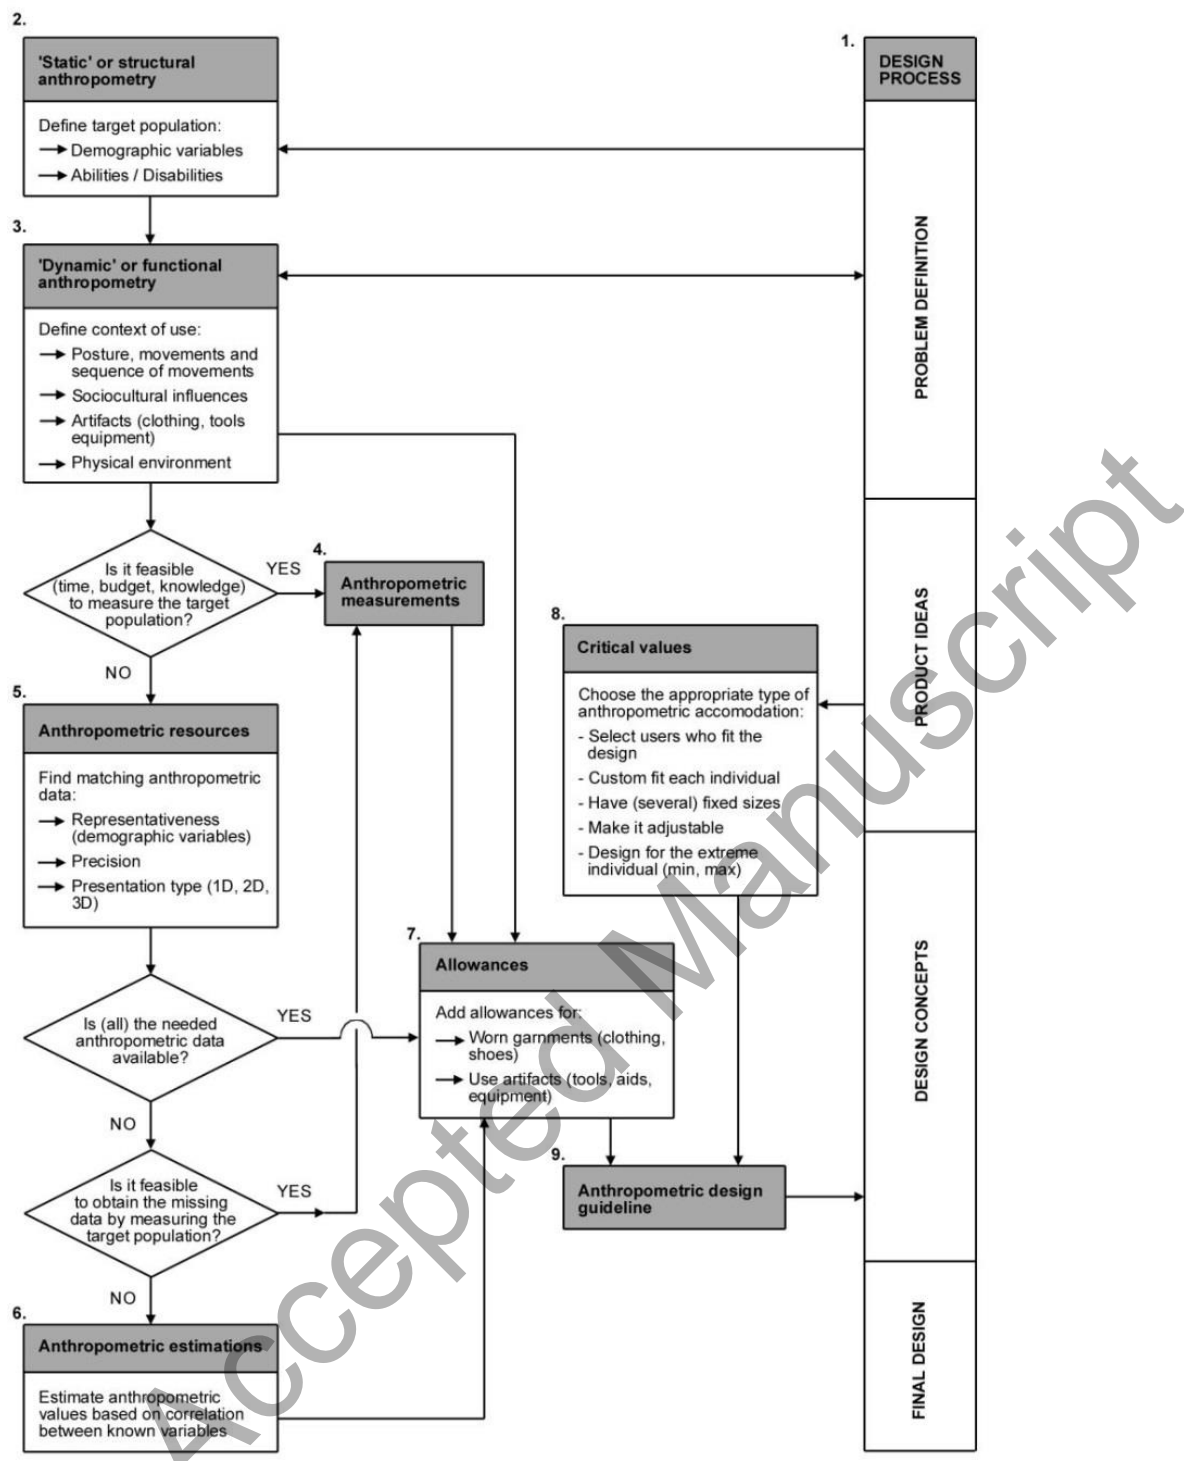 2.
'Static' or structural
anthropometry
Define target population:
Demographic variables
Abilities / Disabilities
1.
DESIGN
PROCESS
PROBLEM DEFINITION
PRODUCT IDEAS
DESIGN CONCEPTS
FINAL DESIGN
3.
'Dynamic' or functional
anthropometry
Define context of use:
Posture, movements and
sequence of movements
Sociocultural influences
Artifacts (clothing, tools
equipment)
Physical environment
Is it feasible
(time, budget, knowledge)
to measure the target
population?
YES
NO
4.
Anthropometric
measurements
5.
Anthropometric resources
Find matching anthropometric
data:
Representativeness
(demographic variables)
Precision
Presentation type (1D, 2D,
3D)
Is (all) the needed
anthropometric data
available?
YES
NO
Is it feasible
to obtain the missing
data by measuring the
target population?
YES
NO
6.
Anthropometric estimations
Estimate anthropometric
values based on correlation
between known variables
7.
Allowances
Add allowances for:
Worn garnments (clothing,
shoes)
Use artifacts (tools, aids,
equipment)
8.
Critical values
Choose the appropriate type of
anthropometric accomodation:
- Select users who fit the
design
- Custom fit each individual
- Have (several) fixed sizes
- Make it adjustable
- Design for the extreme
individual (min, max)
9.
Anthropometric design
guideline
Accepted Manuscript